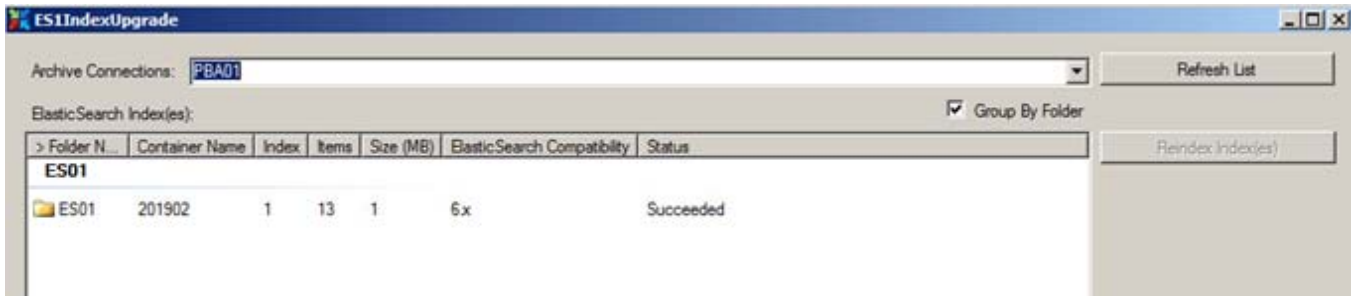 ES1IndexUpgrade
Archive Connections: PBA01 Refresh List
ElasticSearch Index(es): Group By Folder
> Folder N... Container Name Index Items Size (MB) ElasticSearch Compatibility Status Reindex Index(es)
ES01
ES01 201902 1 13 1 6.x Succeeded